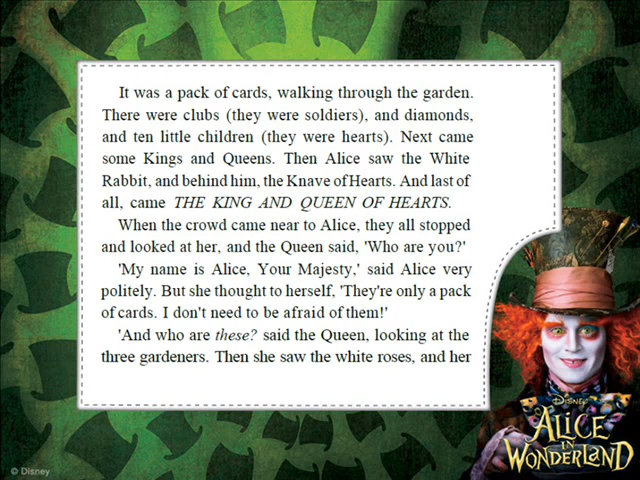 It was a pack of cards, walking through the garden.
There were clubs (they were soldiers), and diamonds,
and ten little children (they were hearts). Next came
some Kings and Queens. Then Alice saw the White
Rabbit, and behind him, the Knave of Hearts. And last of
all, came THE KING AND QUEEN OF HEARTS.
When the crowd came near to Alice, they all stopped
and looked at her, and the Queen said, 'Who are you?'
'My name is Alice, Your Majesty,' said Alice very
politely. But she thought to herself, 'They're only a pack
of cards. I don't need to be afraid of them!'
'And who are these? said the Queen, looking at the
three gardeners. Then she saw the white roses, and her
DISNEY
ALICE
IN
WONDERLAND
© Disney